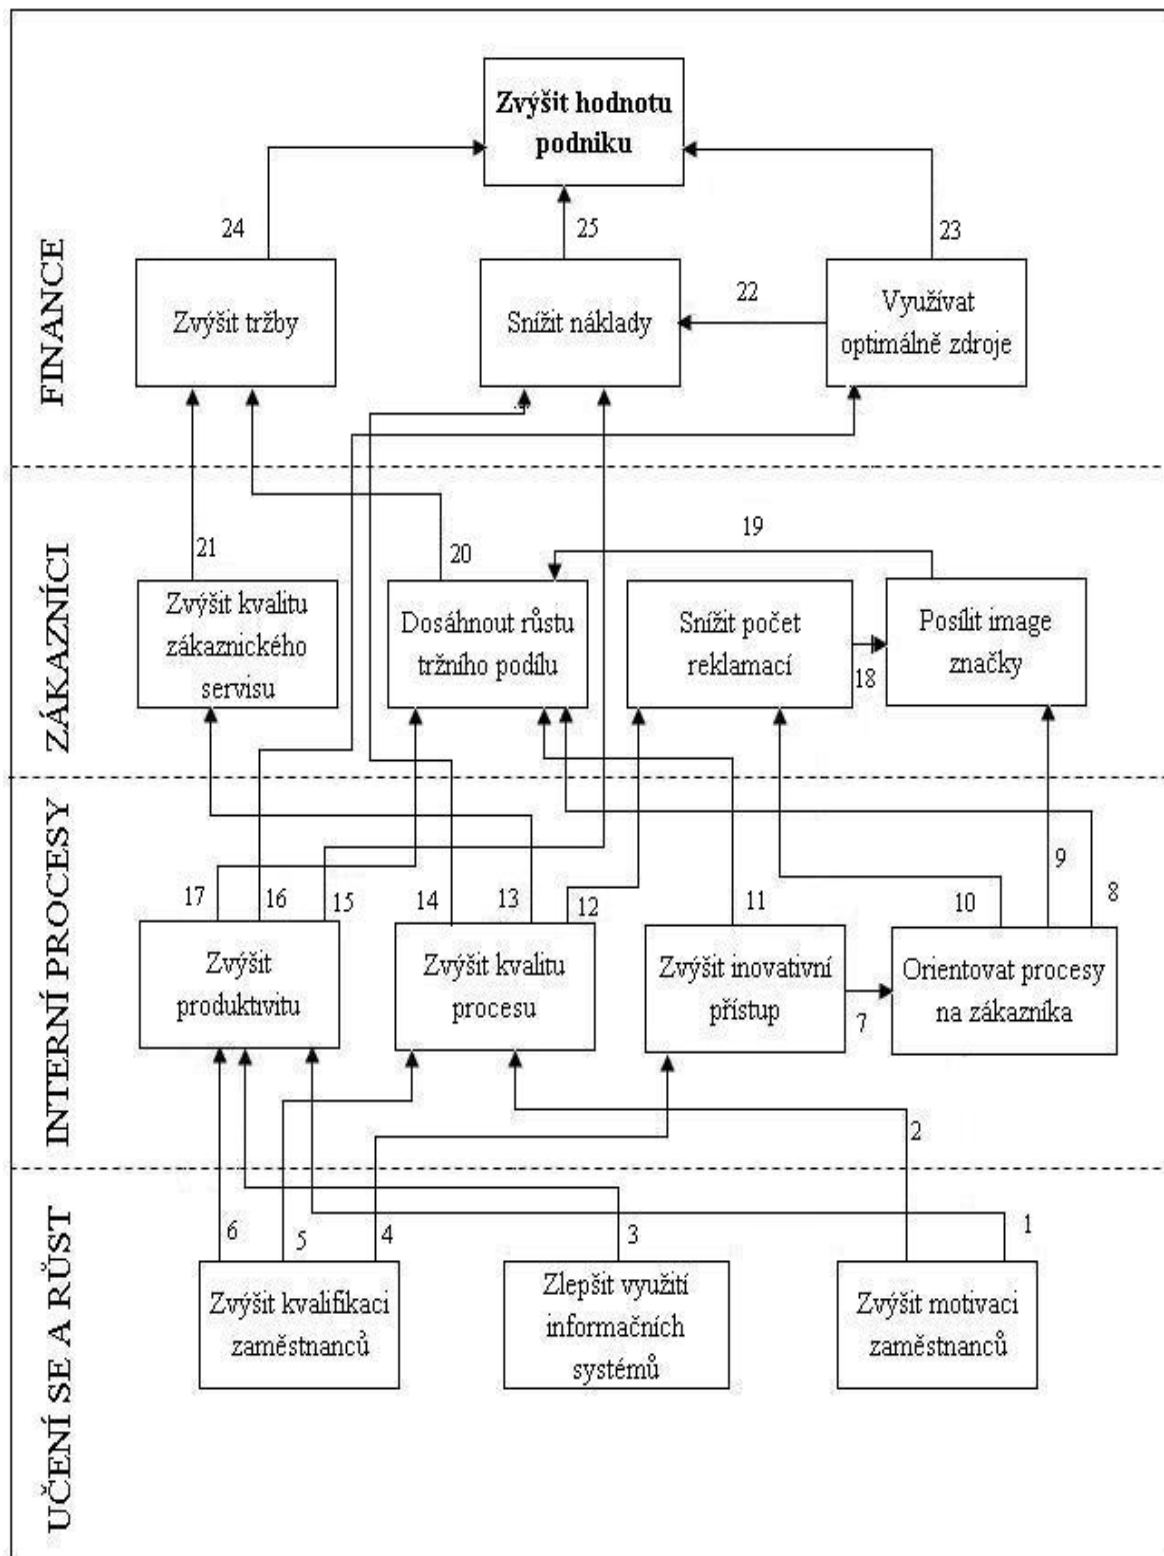 Zvýšit hodnotu
podniku
24
25
23
FINANCE
Zvýšit tržby
Snížit náklady
22
Využívat
optimálně zdroje
19
21
20
ZÁKAZNÍCI
Zvýšit kvalitu
zákaznického
servisu
Dosáhnout růstu
tržního podílu
Snížit počet
reklamací
18
Posílit image
značky
INTERNÍ PROCESY
17
16
15
14
13
12
11
10
9
8
Zvýšit
produktivitu
Zvýšit kvalitu
procesu
Zvýšit inovativní
přístup
7
Orientovat procesy
na zákazníka
2
UČENÍ SE A RŮST
6
5
4
3
1
Zvýšit kvalifikaci
zaměstnanců
Zlepšit využití
informačních
systémů
Zvýšit motivaci
zaměstnanců